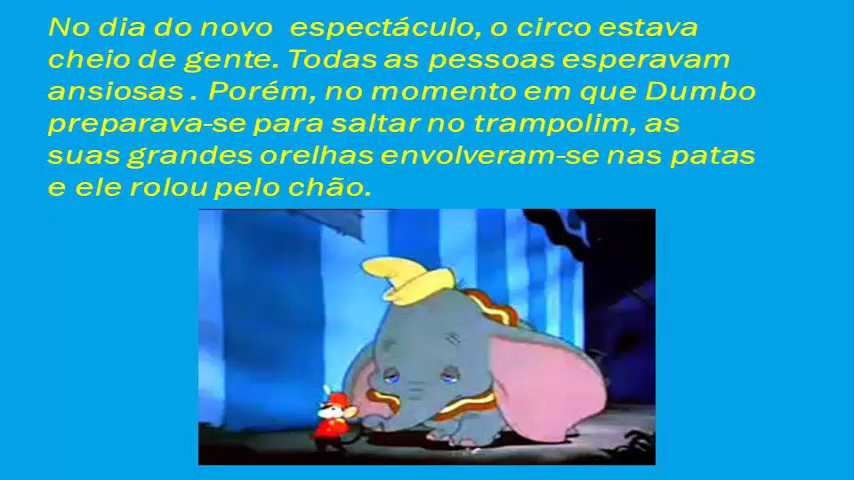 No dia do novo  espectáculo, o circo estava
cheio de gente. Todas as pessoas esperavam
ansiosas . Porém, no momento em que Dumbo
preparava-se para saltar no trampolim, as
suas grandes orelhas envolveram-se nas patas
e ele rolou pelo chão.